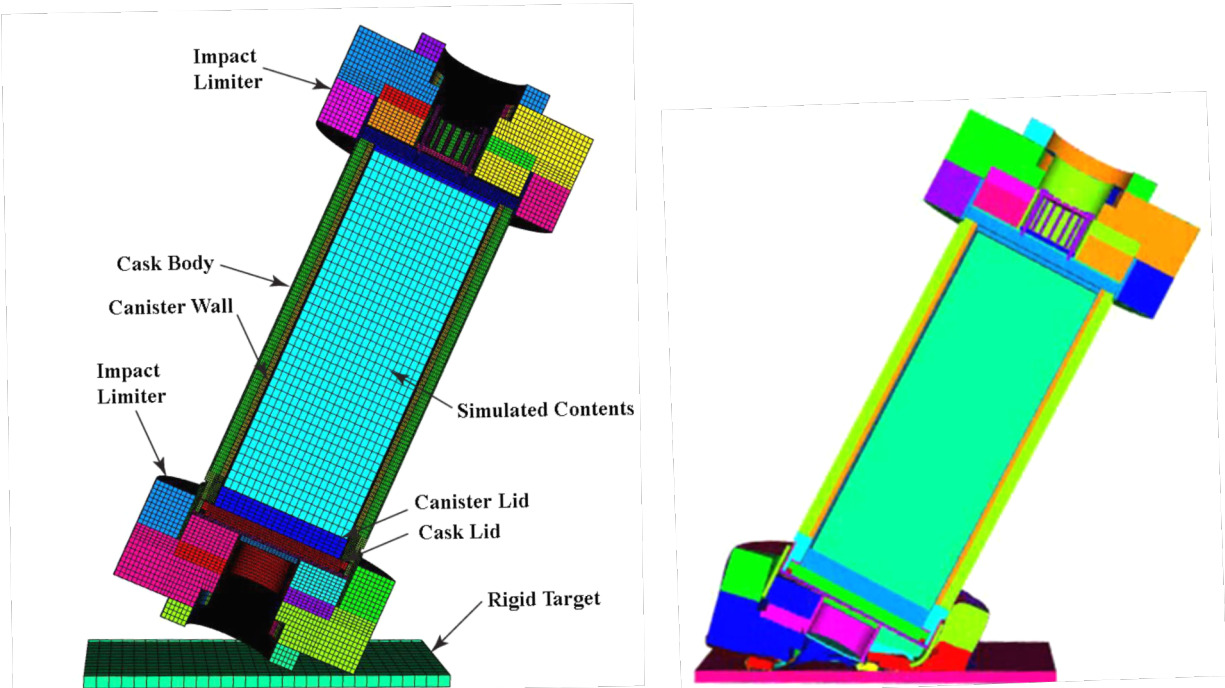 Impact
Limiter
Cask Body
Canister Wall
Impact
Limiter
Simulated Contents
Canister Lid
Cask Lid
Rigid Target